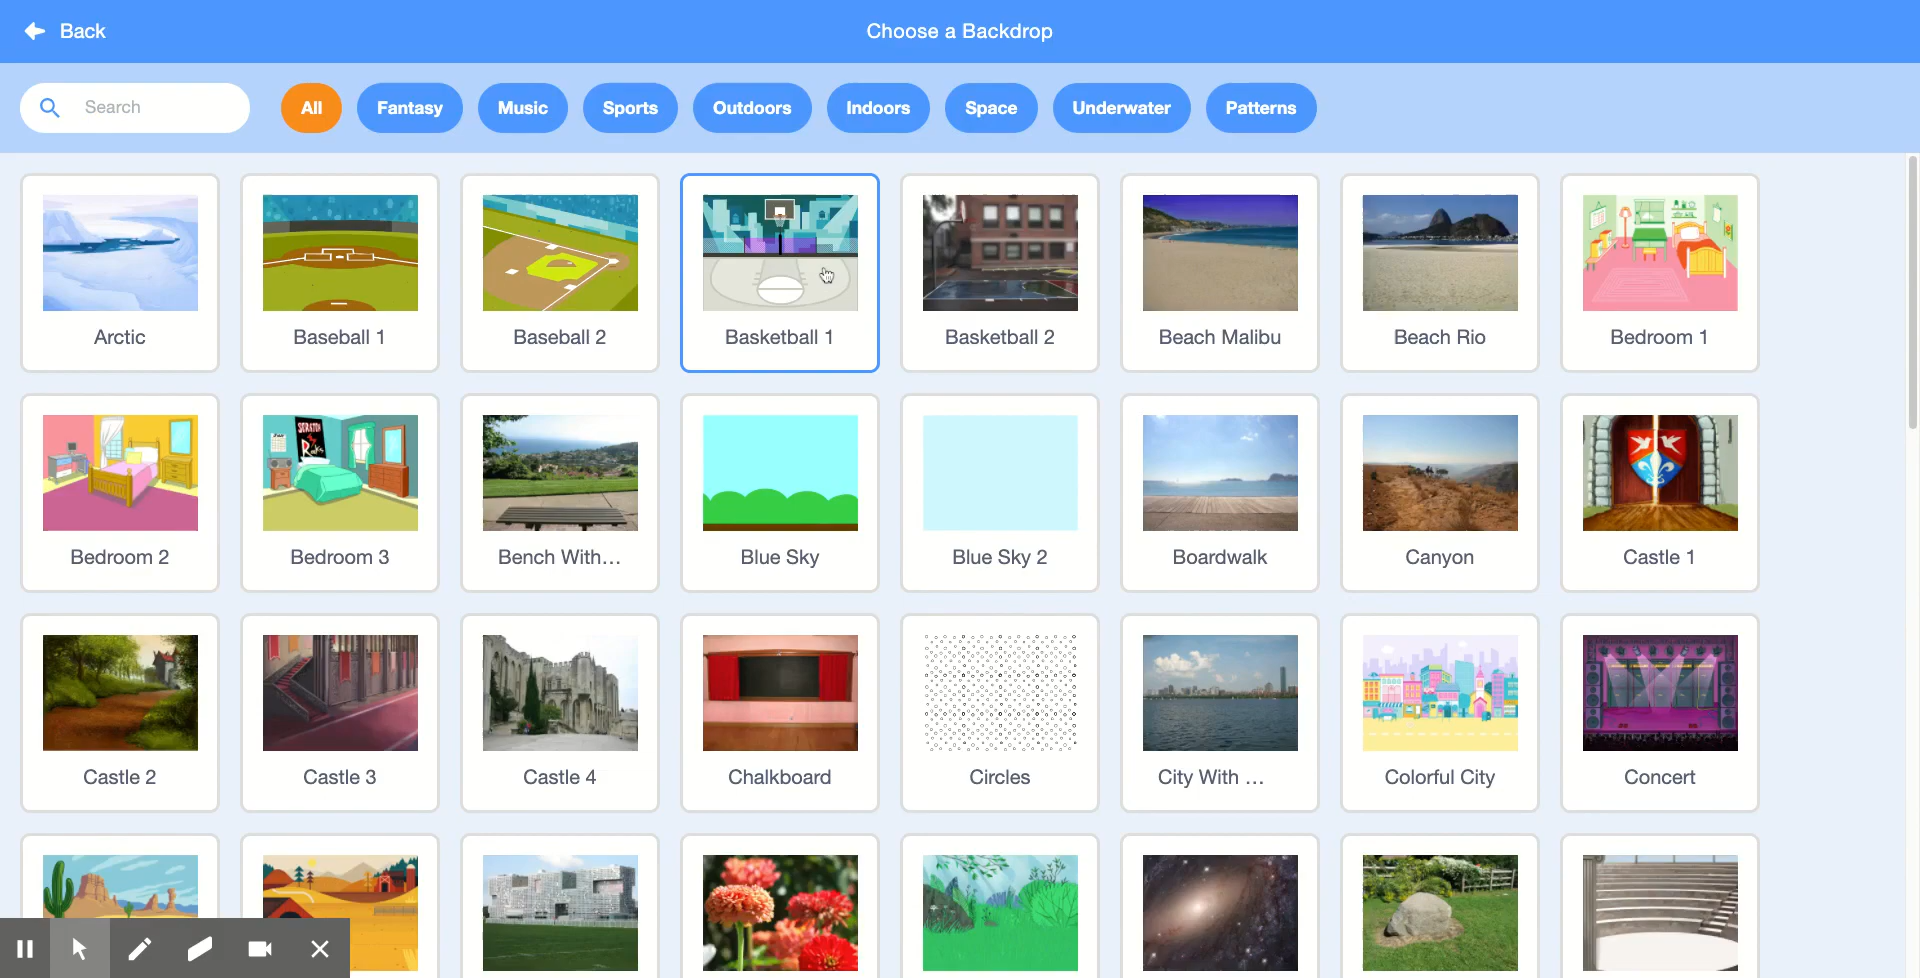 Back
Choose a Backdrop
Search
All
Fantasy
Music
Sports
Outdoors
Indoors
Space
Underwater
Patterns
Arctic
Baseball 1
Baseball 2
Basketball 1
Basketball 2
Beach Malibu
Beach Rio
Bedroom 1
SCRATCH
Bedroom 2
Bedroom 3
Bench With...
Blue Sky
Blue Sky 2
Boardwalk
Canyon
Castle 1
Castle 2
Castle 3
Castle 4
Chalkboard
Circles
City With ...
Colorful City
Concert